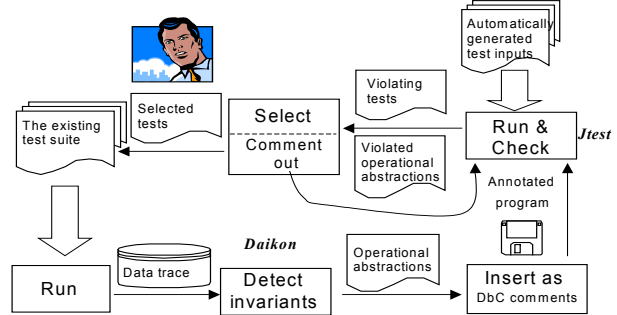 Automatically
generated
test inputs
Violating
tests
Selected
tests
Select
Comment
out
The existing
test suite
Run &
Check
Jtest
Violated
operational
abstractions
Annotated
program
Daikon
Run
Data trace
Detect
invariants
Operational
abstractions
Insert as
DbC comments